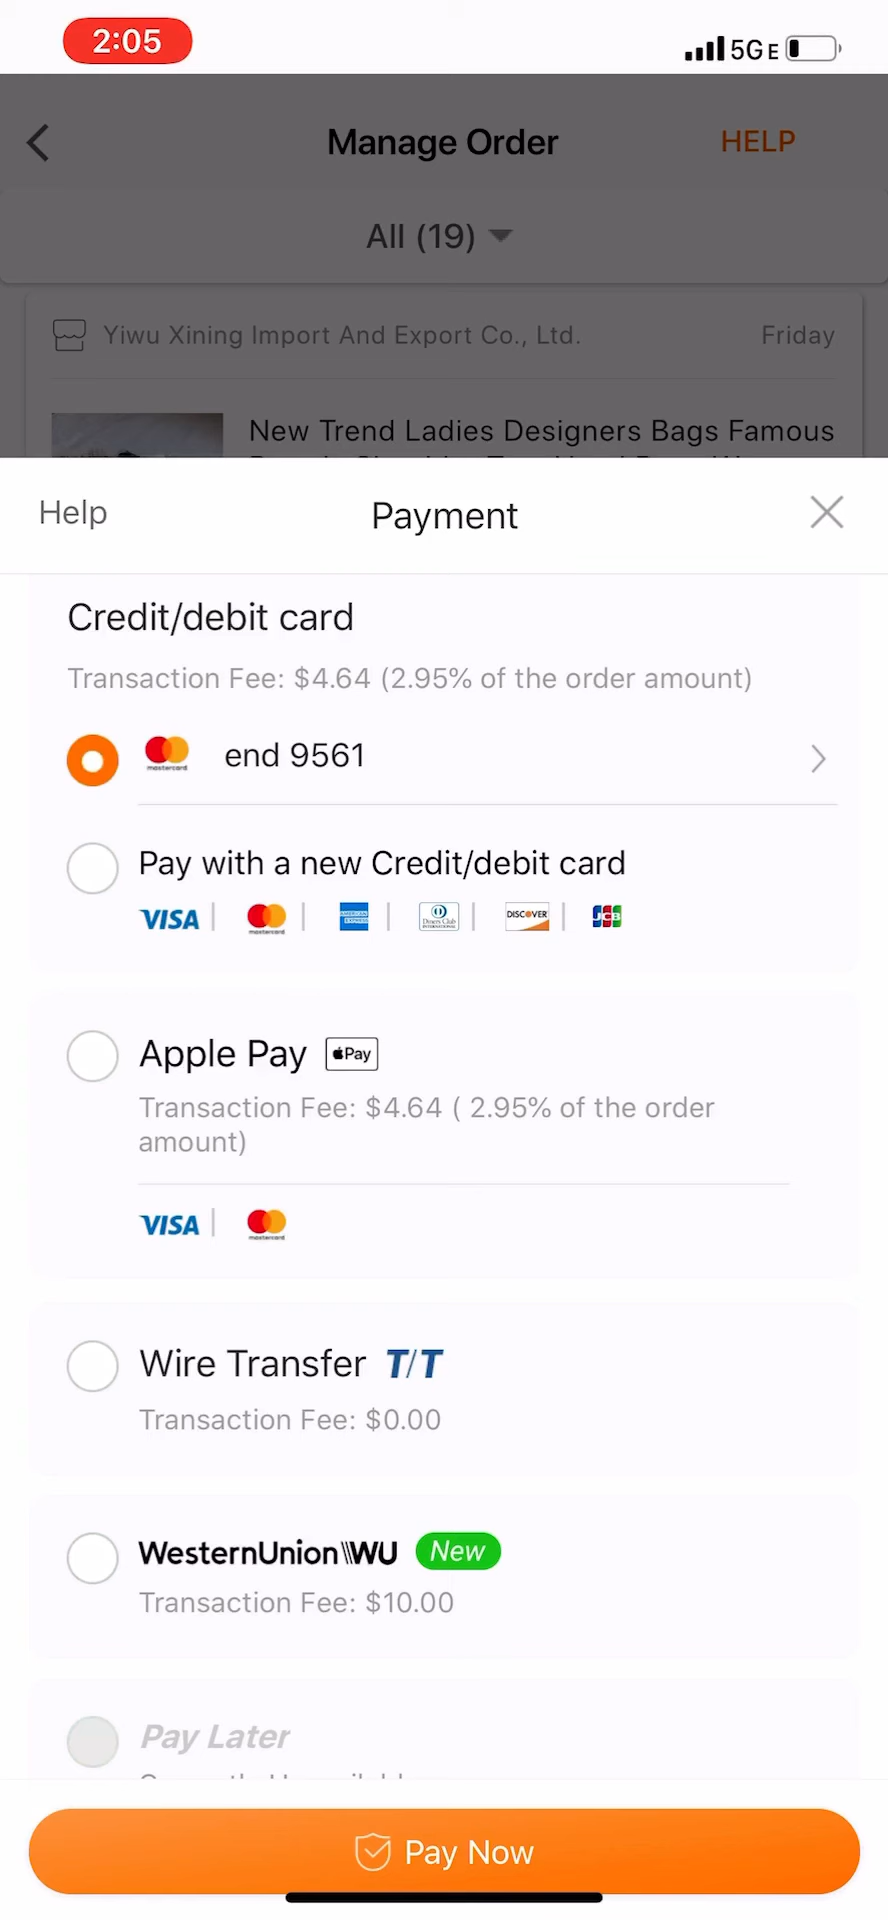 2:05
5GE
Manage Order
HELP
All (19)
Yiwu Xining Import And Export Co., Ltd.
Friday
New Trend Ladies Designers Bags Famous
Help
Payment
Credit/debit card
Transaction Fee: $4.64 (2.95% of the order amount)
mastercard
end 9561
Pay with a new Credit/debit card
VISA
mastercard
AMERICAN EXPRESS
Diners Club
INTERNATIONAL
DISCOVER
JCB
Apple Pay
Pay
Transaction Fee: $4.64 ( 2.95% of the order
amount)
VISA
mastercard
Wire Transfer T/T
Transaction Fee: $0.00
WesternUnion WU
New
Transaction Fee: $10.00
Pay Later
Pay Now